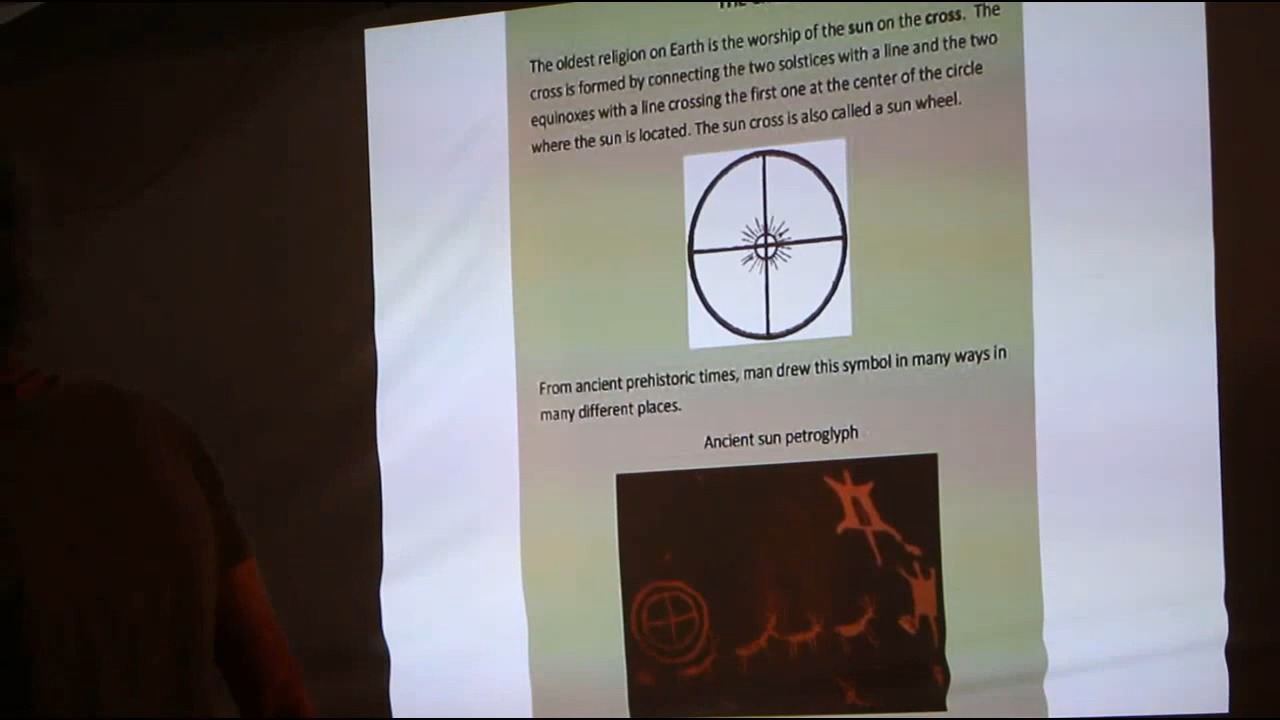 The oldest religion on Earth is the worship of the sun on the cross. The
cross is formed by connecting the two solstices with a line and the two
equinoxes with a line crossing the first one at the center of the circle
where the sun is located. The sun cross is also called a sun wheel.
From ancient prehistoric times, man drew this symbol in many ways in
many different places.
Ancient sun petroglyph